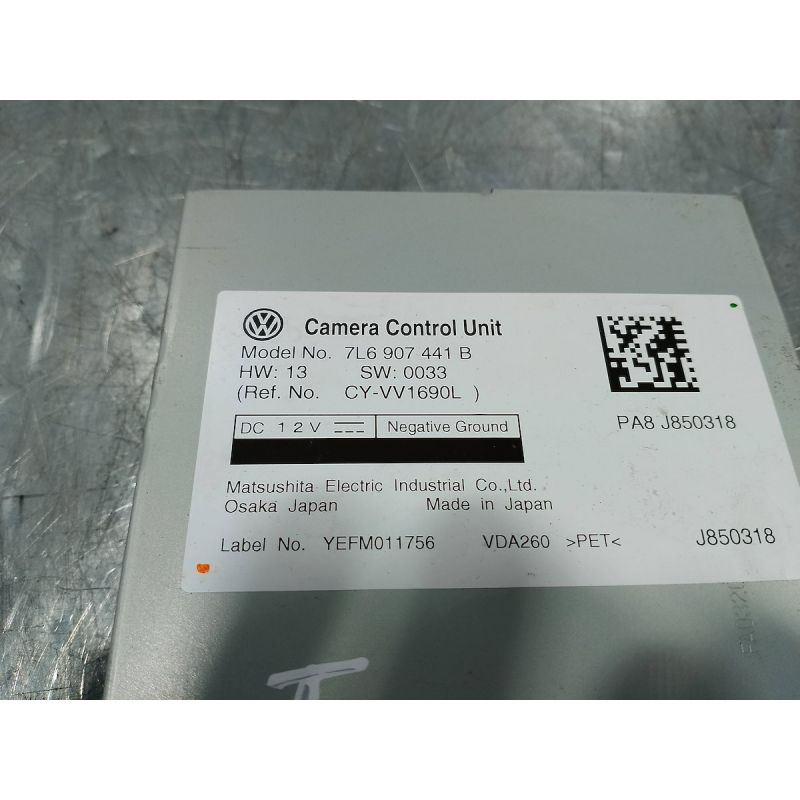 Camera Control Unit
Model No. 7L6 907 441 B
HW: 13 SW: 0033
(Ref. No. CY-VV1690L )
DC 12V Negative Ground
PA8 J850318
Matsushita Electric Industrial Co.,Ltd.
Osaka Japan Made in Japan
Label No. YEFM011756 VDA260 >PET< J850318